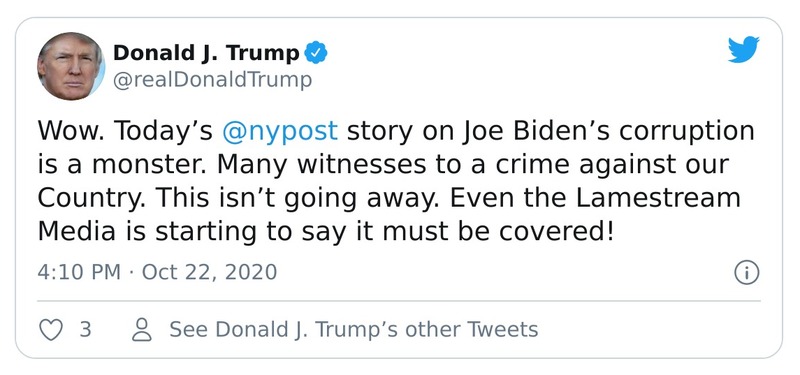 Donald J. Trump
@realDonaldTrump
Wow. Today’s @nypost story on Joe Biden’s corruption
is a monster. Many witnesses to a crime against our
Country. This isn’t going away. Even the Lamestream
Media is starting to say it must be covered!
4:10 PM · Oct 22, 2020
3 See Donald J. Trump’s other Tweets